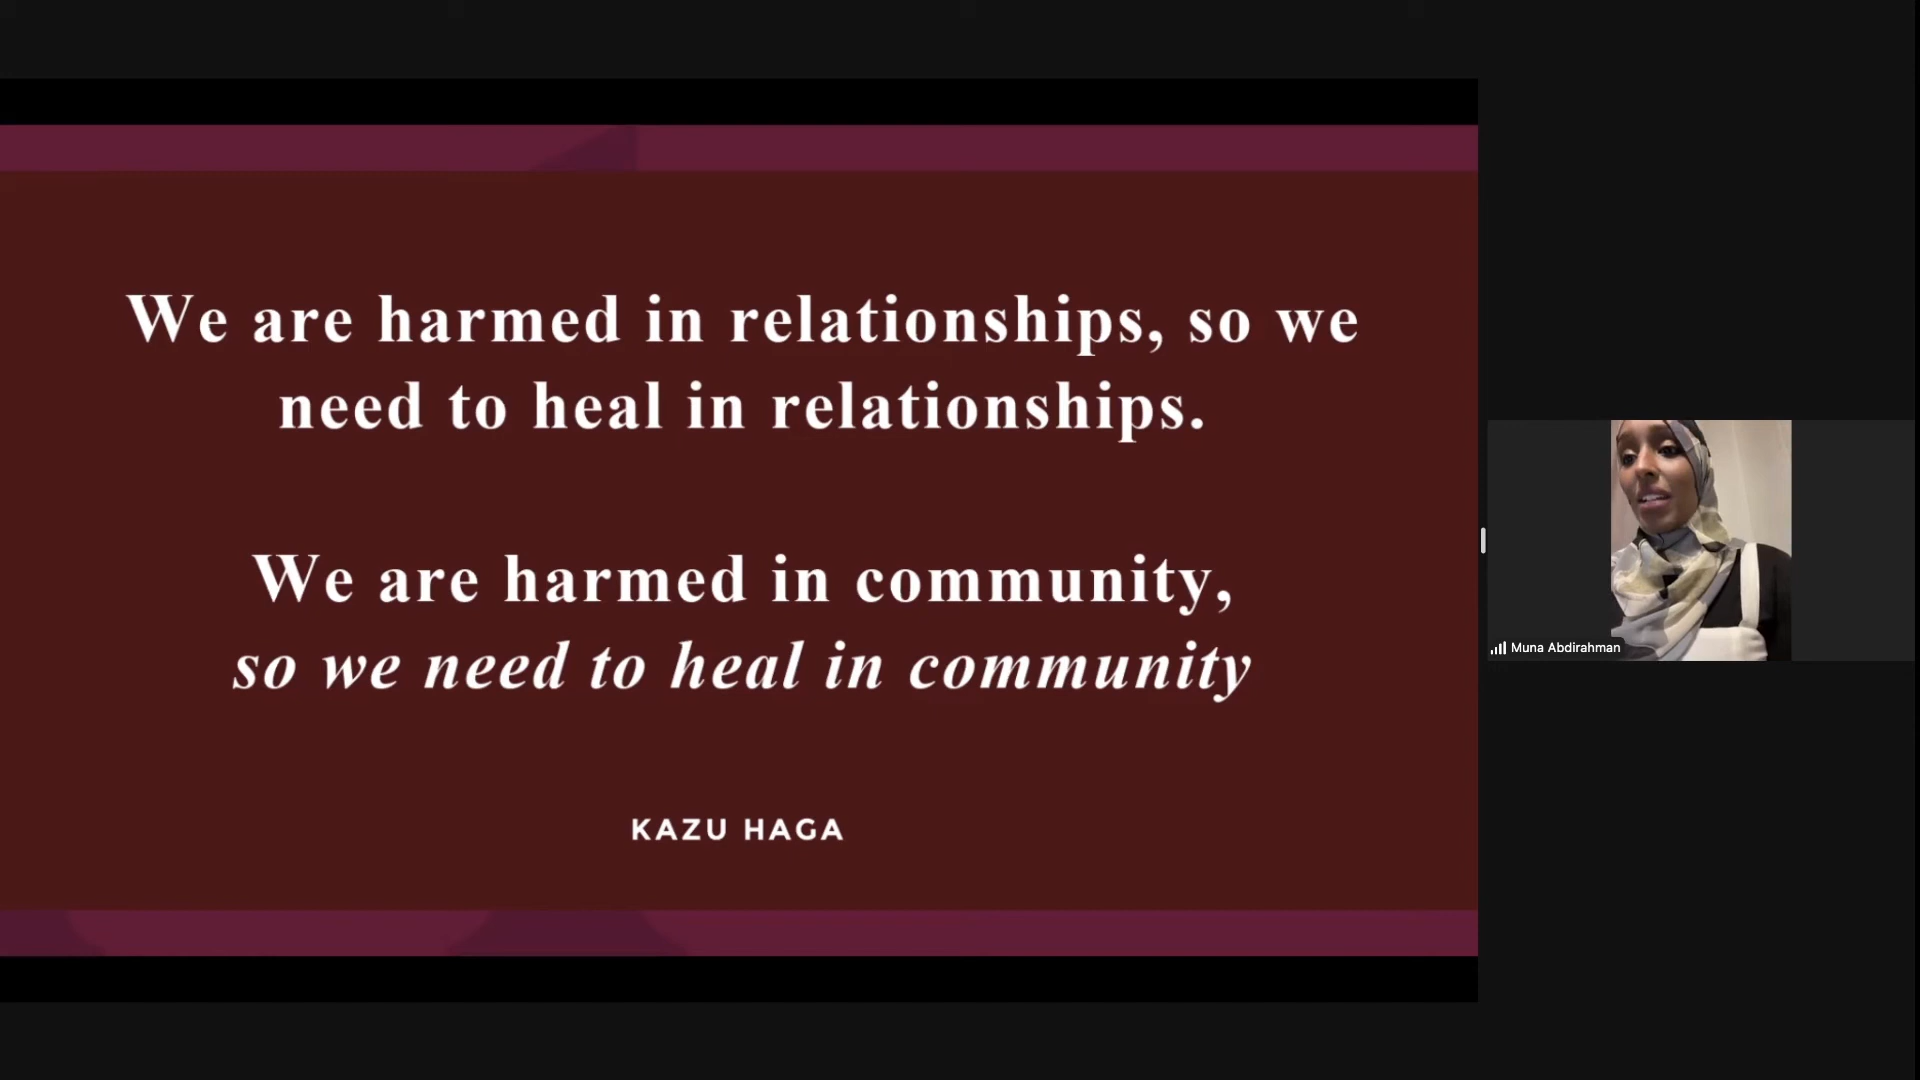 We are harmed in relationships, so we
need to heal in relationships.
We are harmed in community,
so we need to heal in community
KAZU HAGA
Muna Abdirahman